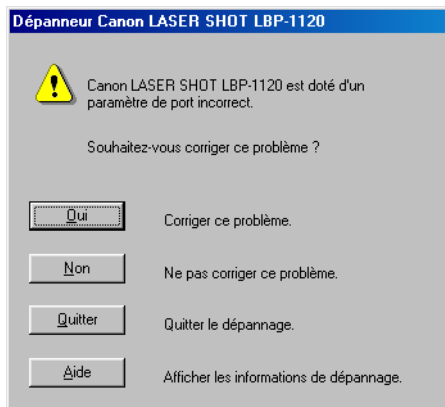 Dépanneur Canon LASER SHOT LBP-1120
Canon LASER SHOT LBP-1120 est doté d'un
paramètre de port incorrect.
Souhaitez-vous corriger ce problème ?
Oui Corriger ce problème.
Non Ne pas corriger ce problème.
Quitter Quitter le dépannage.
Aide Afficher les informations de dépannage.